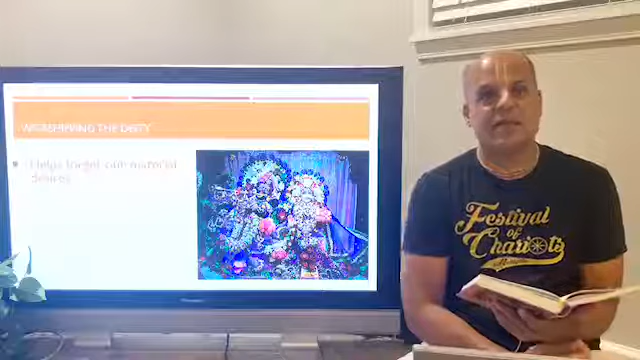 WORSHIPPING THE DEITY
Helps forget our material
desires
Festival
of
Chariots